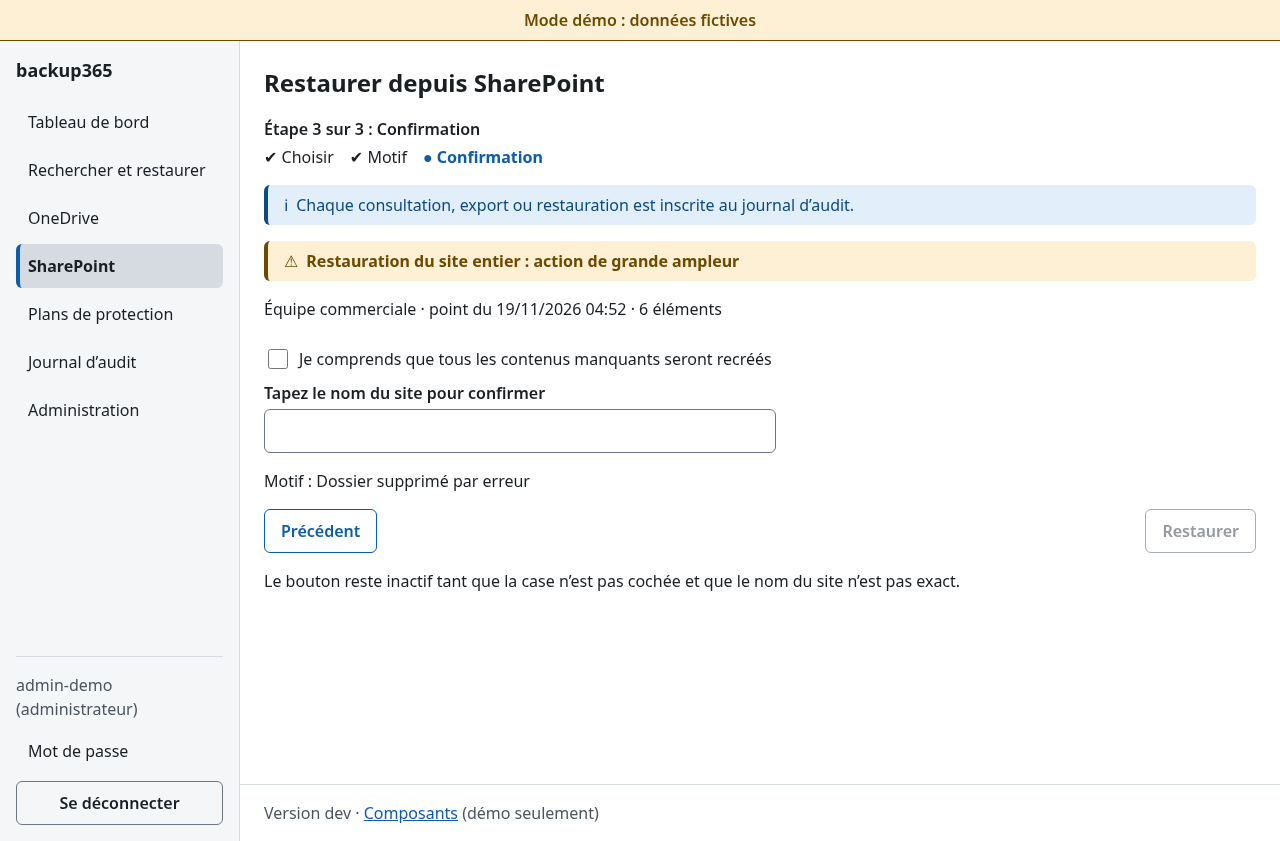 Mode démo : données fictives
backup365
Tableau de bord
Rechercher et restaurer
OneDrive
SharePoint
Plans de protection
Journal d’audit
Administration
admin-demo
(administrateur)
Mot de passe
Se déconnecter
Restaurer depuis SharePoint
Étape 3 sur 3 : Confirmation
✔ Choisir ✔ Motif ● Confirmation
i Chaque consultation, export ou restauration est inscrite au journal d’audit.
⚠ Restauration du site entier : action de grande ampleur
Équipe commerciale · point du 19/11/2026 04:52 · 6 éléments
Je comprends que tous les contenus manquants seront recréés
Tapez le nom du site pour confirmer
Motif : Dossier supprimé par erreur
Précédent
Restaurer
Le bouton reste inactif tant que la case n’est pas cochée et que le nom du site n’est pas exact.
Version dev · Composants (démo seulement)